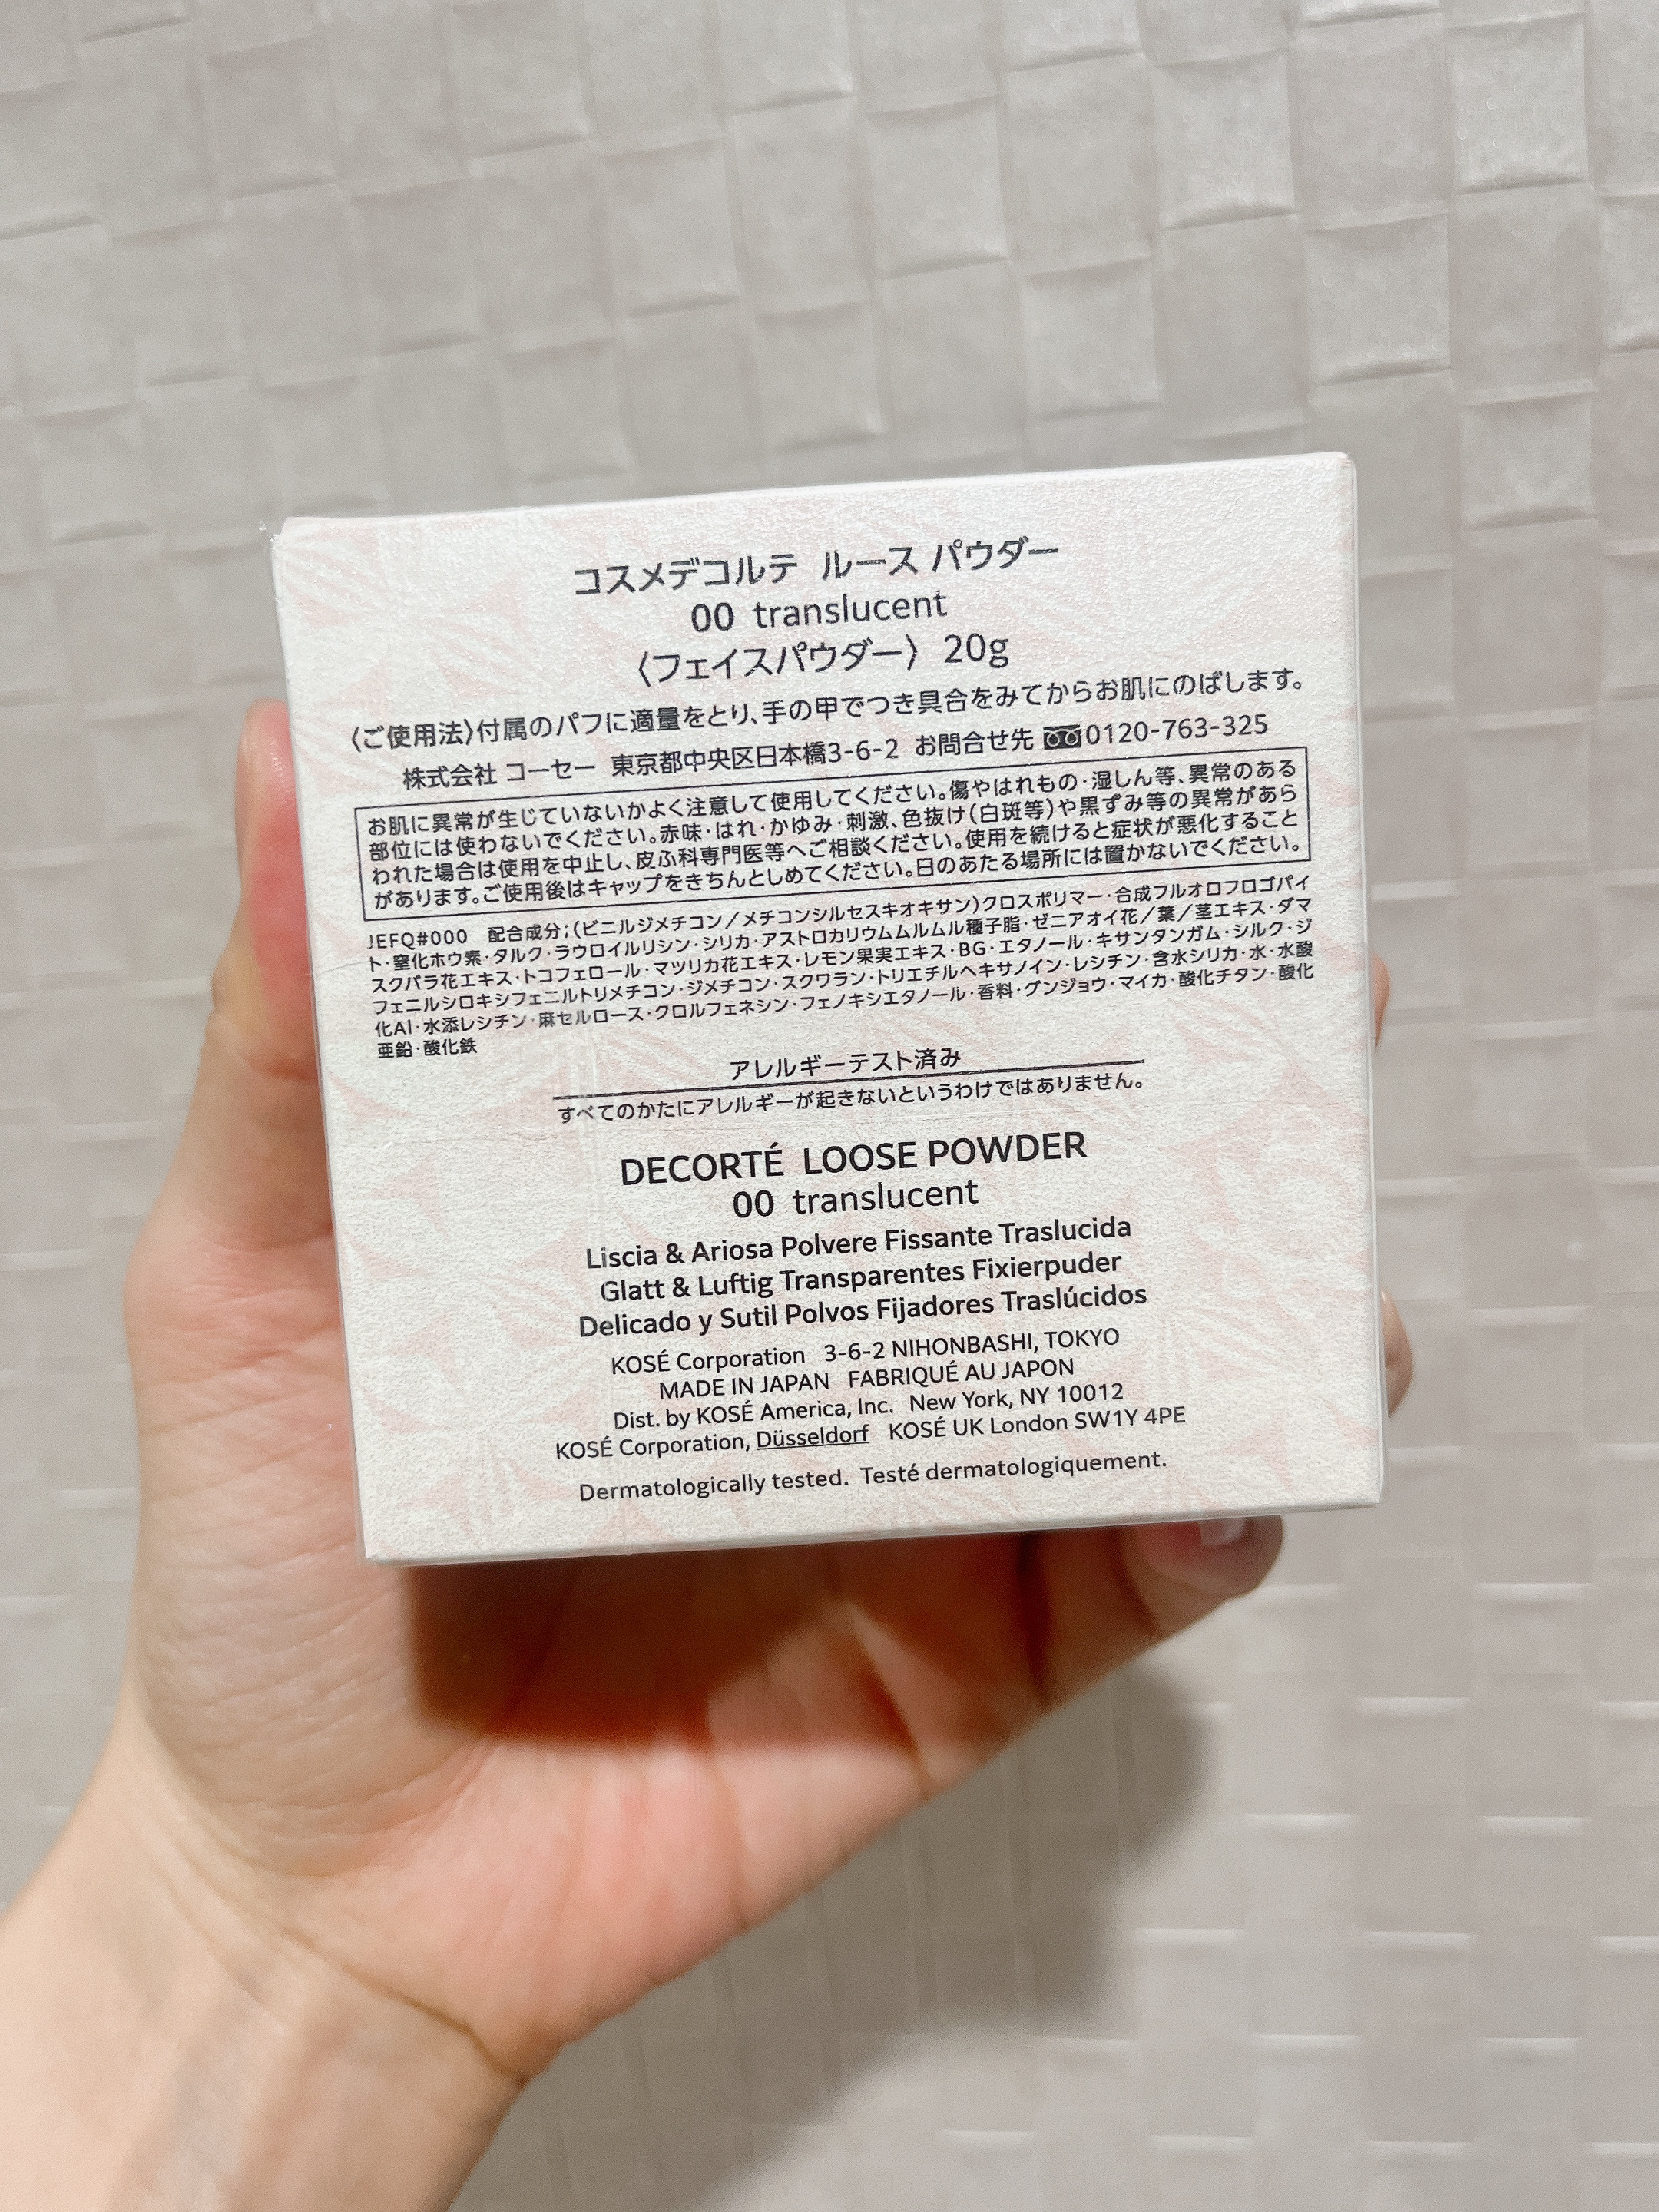 コスメデコルテ ルース パウダー
00 translucent
〈フェイスパウダー〉 20g
〈ご使用法〉付属のパフに適量をとり、手の甲でつき具合をみてからお肌にのばします。
株式会社 コーセー 東京都中央区日本橋3-6-2 お問合せ先 0120-763-325
お肌に異常が生じていないかよく注意して使用してください。傷やはれもの・湿しん等、異常のある
部位には使わないでください。赤味・はれ・かゆみ・刺激、色抜け(白斑等)や黒ずみ等の異常があら
われた場合は使用を中止し、皮ふ科専門医等へご相談ください。使用を続けると症状が悪化すること
があります。ご使用後はキャップをきちんとしめてください。日のあたる場所には置かないでください。
JEFQ#000 配合成分;(ビニルジメチコン/メチコンシルセスキオキサン)クロスポリマー・合成フルオロフロゴパイ
ト・窒化ホウ素・タルク・ラウロイルリシン・シリカ・アストロカリウムムルムル種子脂・ゼニアオイ花/葉/茎エキス・ダマ
スクバラ花エキス・トコフェロール・マツリカ花エキス・レモン果実エキス・BG・エタノール・キサンタンガム・シルク・ジ
フェニルシロキシフェニルトリメチコン・ジメチコン・スクワラン・トリエチルヘキサノイン・レシチン・含水シリカ・水・水酸
化Al・水添レシチン・麻セルロース・クロルフェネシン・フェノキシエタノール・香料・グンジョウ・マイカ・酸化チタン・酸化
亜鉛・酸化鉄
アレルギーテスト済み
すべてのかたにアレルギーが起きないというわけではありません。
DECORTÉ LOOSE POWDER
00 translucent
Liscia & Ariosa Polvere Fissante Traslucida
Glatt & Luftig Transparentes Fixierpuder
Delicado y Sutil Polvos Fijadores Traslúcidos
KOSÉ Corporation 3-6-2 NIHONBASHI, TOKYO
MADE IN JAPAN FABRIQUÉ AU JAPON
Dist. by KOSÉ America, Inc. New York, NY 10012
KOSÉ Corporation, Düsseldorf KOSÉ UK London SW1Y 4PE
Dermatologically tested. Testé dermatologiquement.